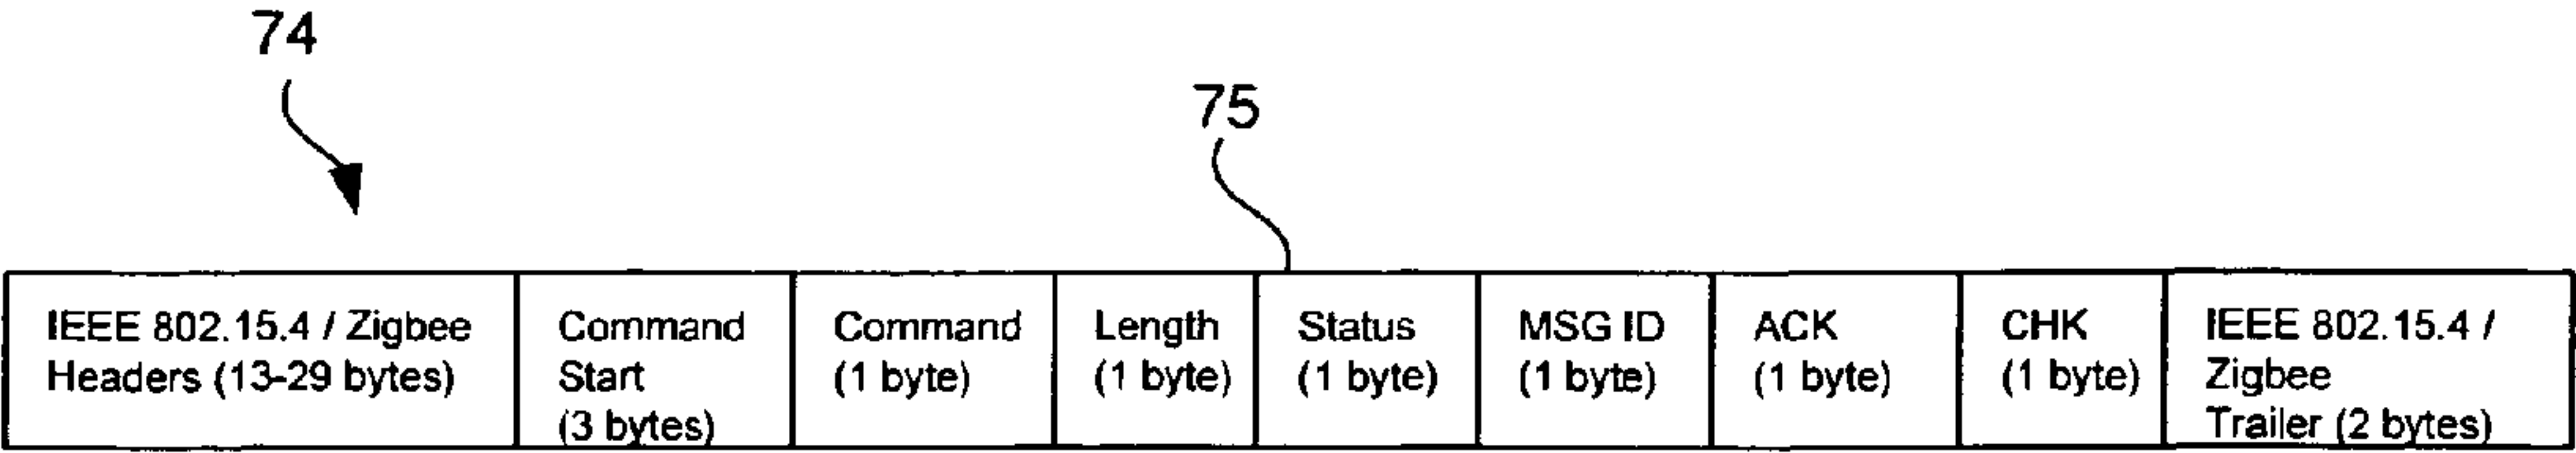 74
75
IEEE 802.15.4 / Zigbee
Headers (13-29 bytes)
Command
Start
(3 bytes)
Command
(1 byte)
Length
(1 byte)
Status
(1 byte)
MSG ID
(1 byte)
ACK
(1 byte)
CHK
(1 byte)
IEEE 802.15.4 /
Zigbee
Trailer (2 bytes)